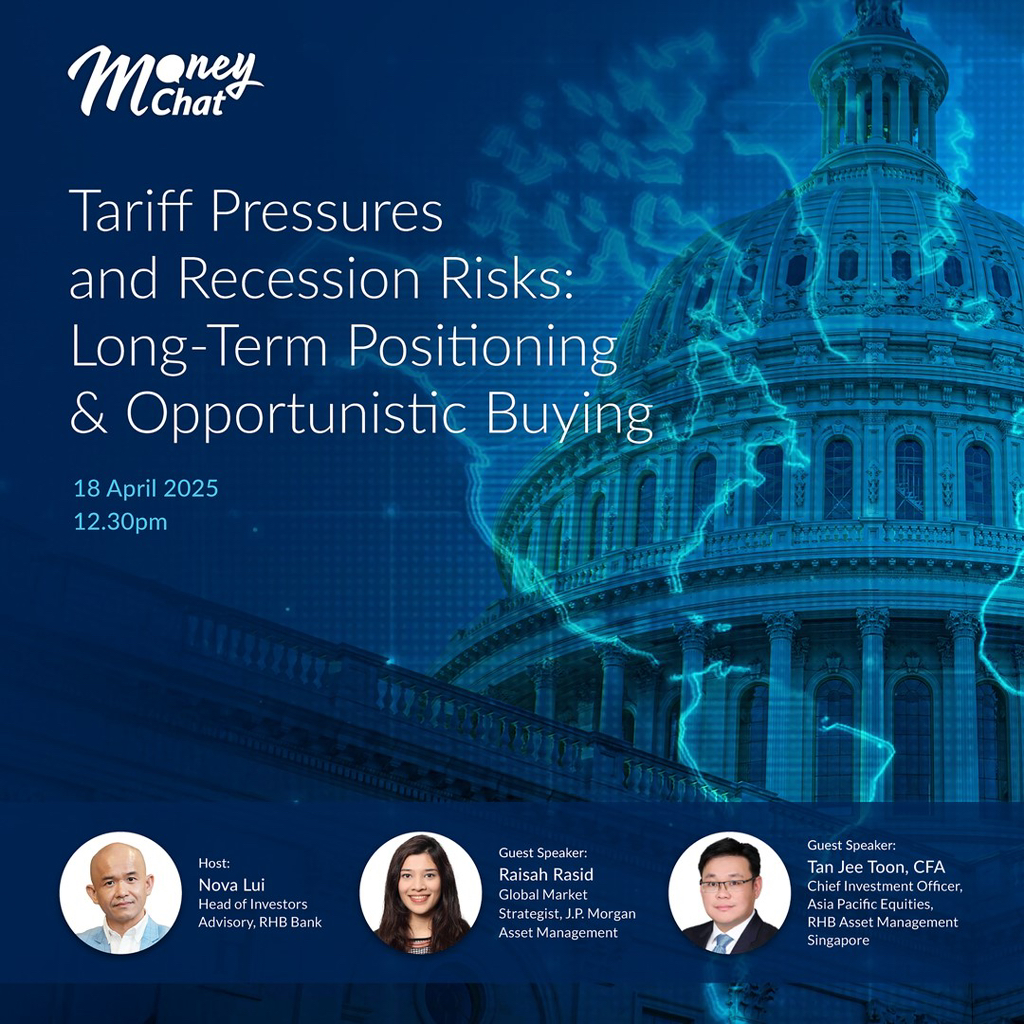 Money
Chat
Tariff Pressures
and Recession Risks:
Long-Term Positioning
& Opportunistic Buying
18 April 2025
12.30pm
Host:
Nova Lui
Head of Investors
Advisory, RHB Bank
Guest Speaker:
Raisah Rasid
Global Market
Strategist, J.P. Morgan
Asset Management
Guest Speaker:
Tan Jee Toon, CFA
Chief Investment Officer,
Asia Pacific Equities,
RHB Asset Management
Singapore